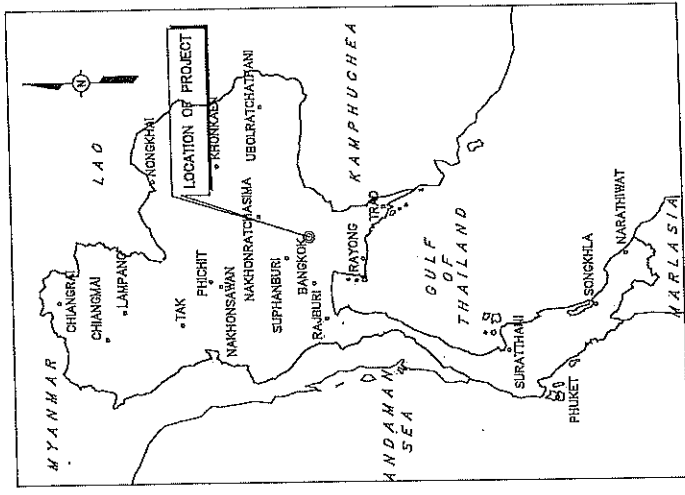 MYANMAR
LAO
N
CHIANGRAI
CHIANGMAI
LAMPANG
NONGKHAI
LOCATION OF PROJECT
TAK
PHICHIT
KHONKAEN
NAKHONSAWAN
NAKHONRATCHASIMA
UBOLRATCHATHANI
SUPHANBURI
BANGKOK
RAJBURI
KAMPHUCHEA
RAYONG
TRAD
GULF
OF
THAILAND
ANDAMAN
SEA
SURATTHANI
PHUKET
SONGKHLA
NARATHIWAT
MARLASIA